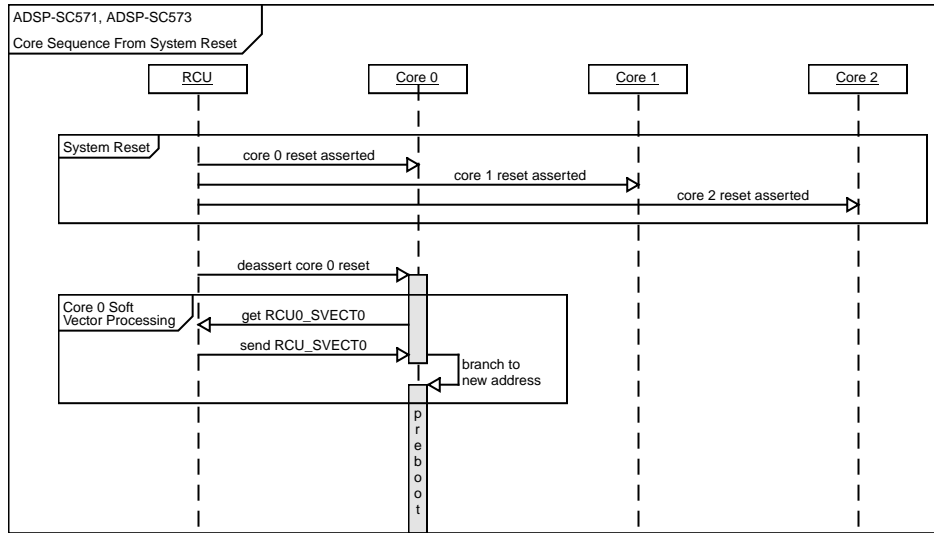 ADSP-SC571, ADSP-SC573
Core Sequence From System Reset
RCU
Core 0
Core 1
Core 2
System Reset
core 0 reset asserted
core 1 reset asserted
core 2 reset asserted
deassert core 0 reset
Core 0 Soft
Vector Processing
get RCU0_SVECT0
send RCU_SVECT0
branch to
new address
preboot